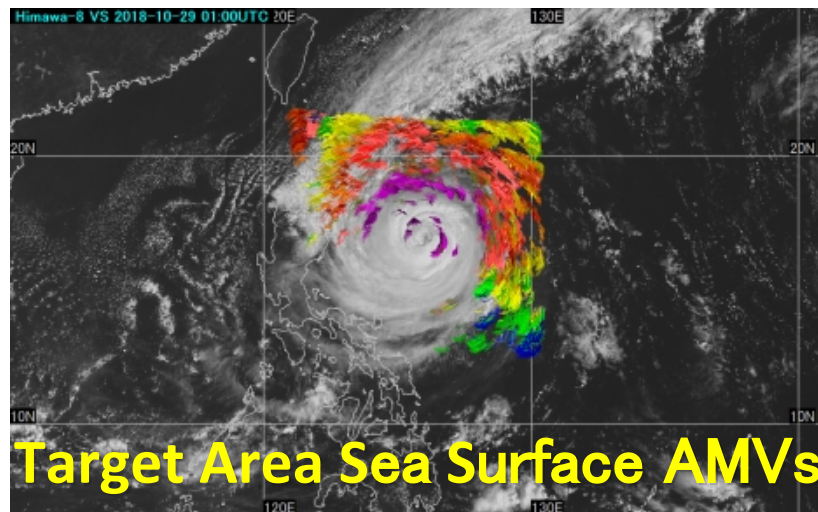 Himawa-8 VS 2018-10-29 01:00UTC 20E
130E
20N
20N
10N
10N
Target Area Sea Surface AMVs
120E
130E